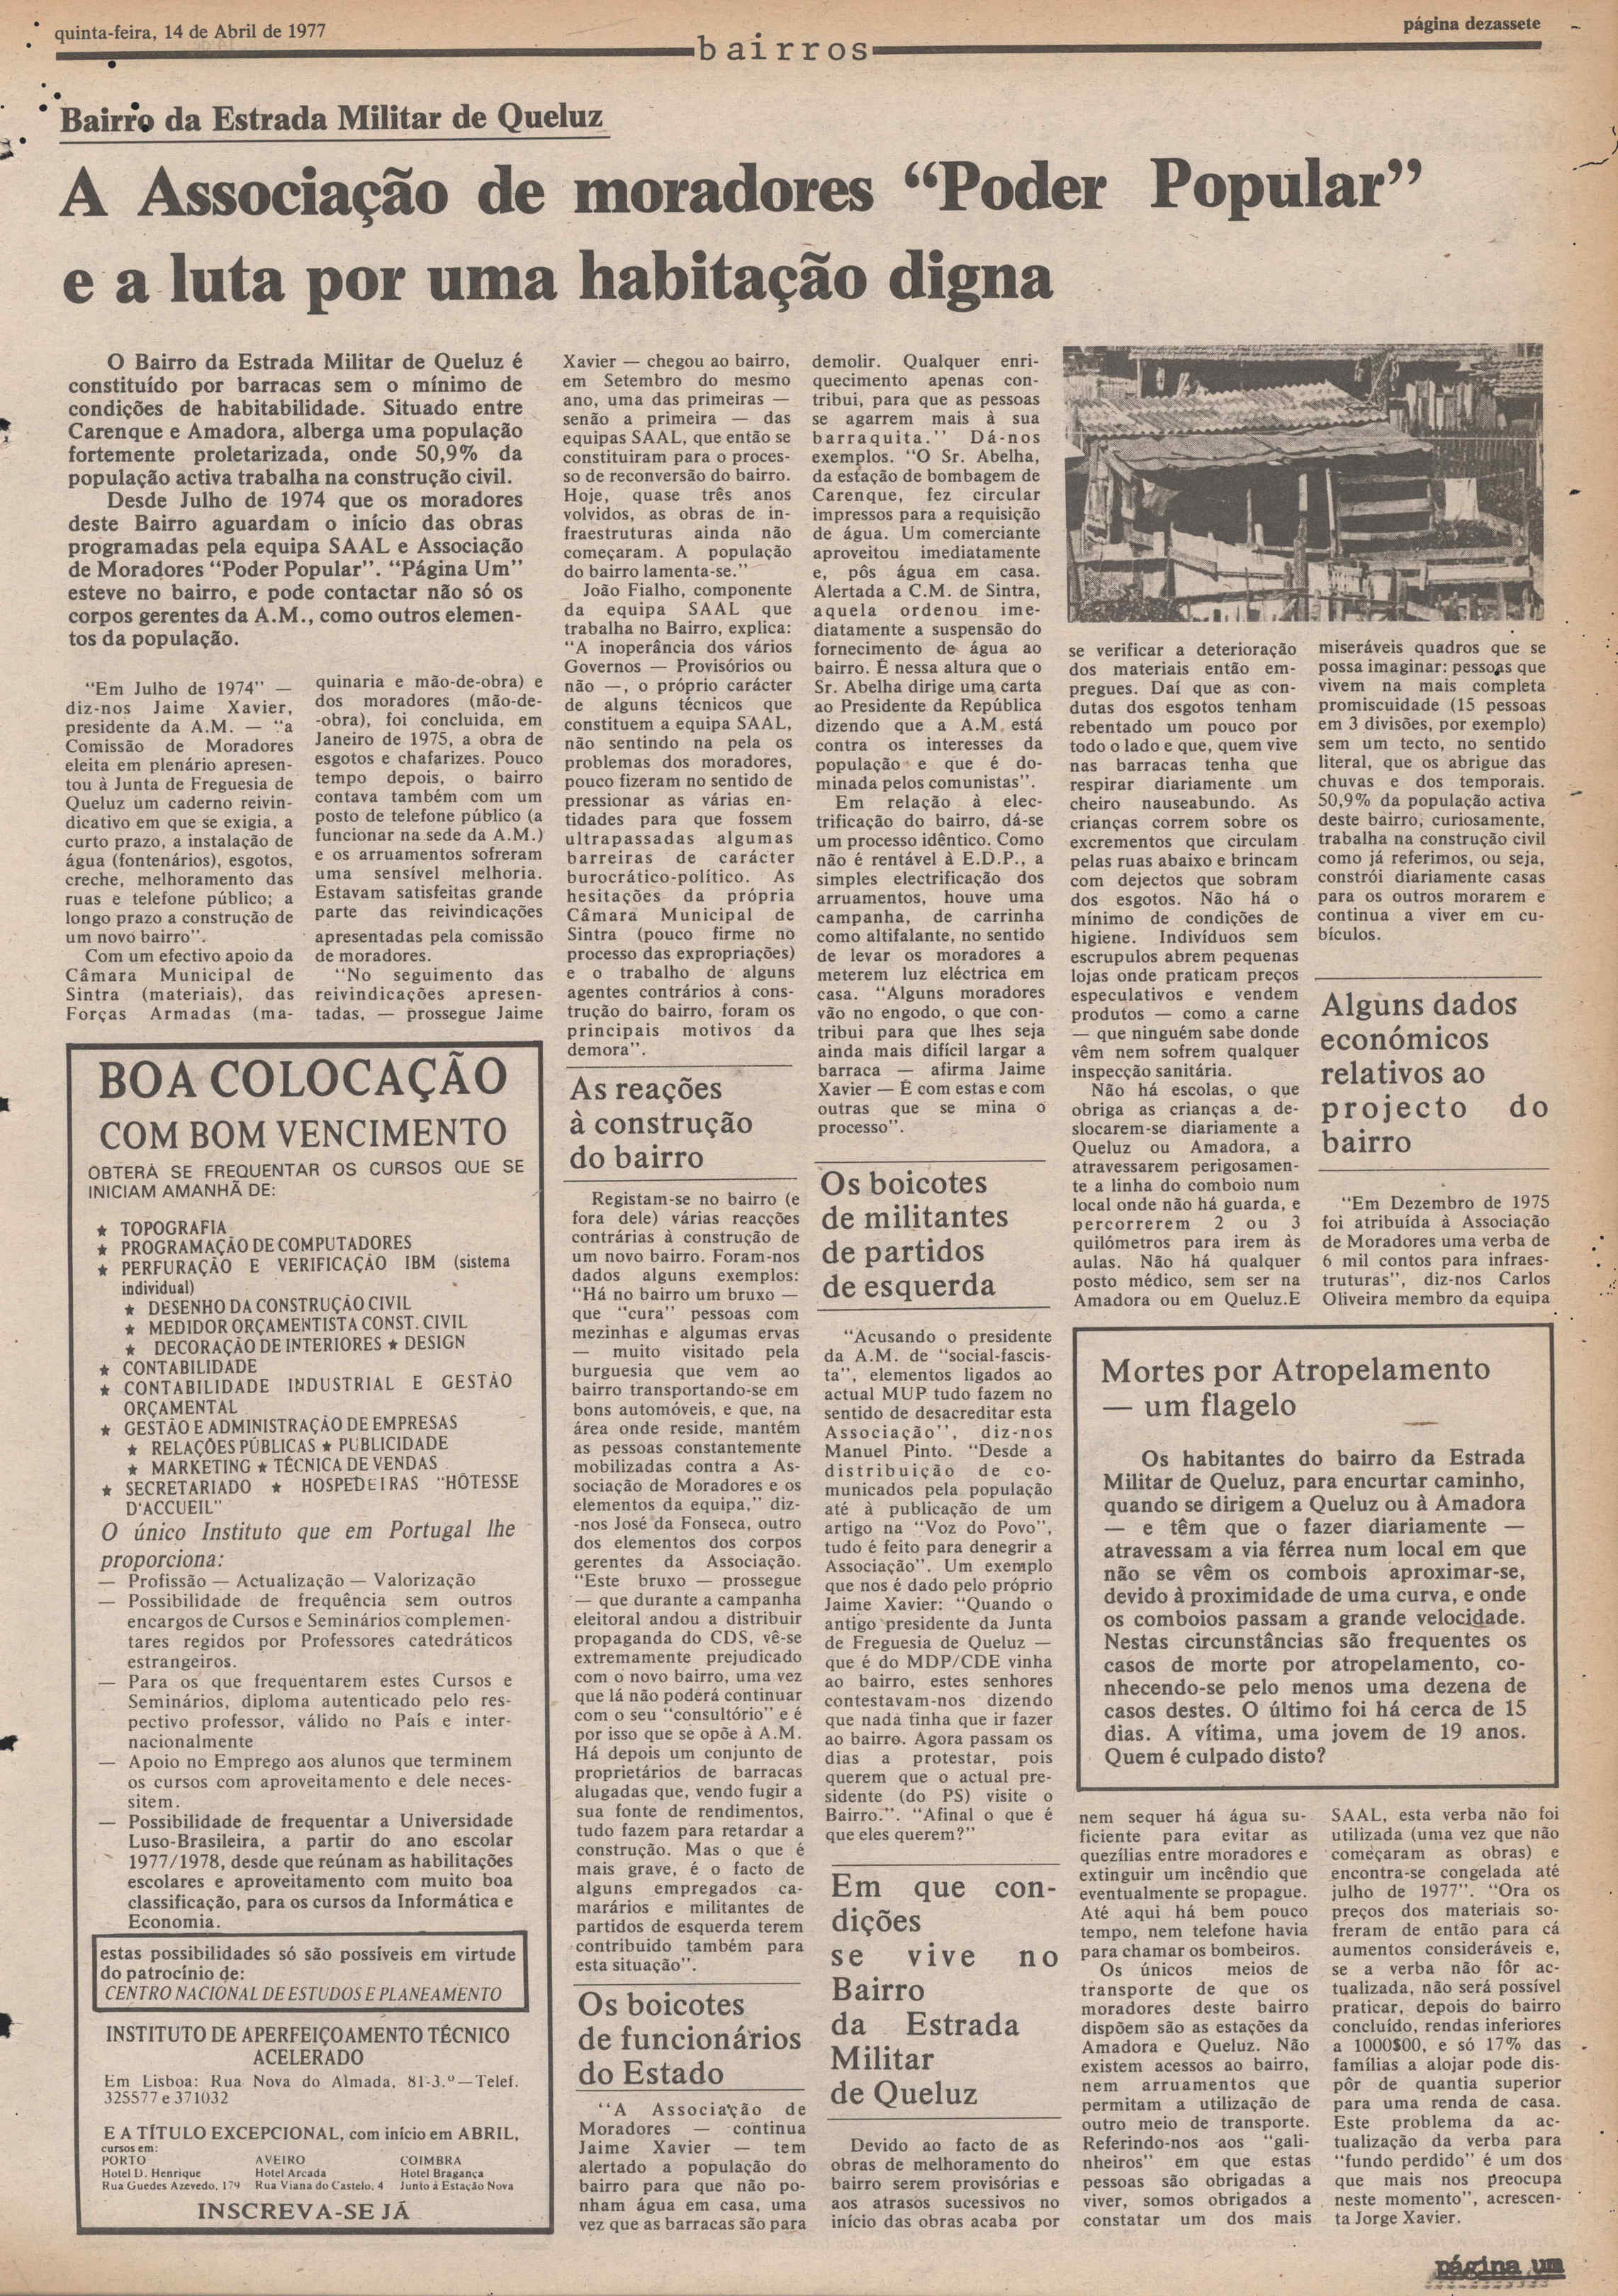 quinta-feira, 14 de Abril de 1977
bairros
página dezassete
Bairro da Estrada Militar de Queluz
A Associação de moradores “Poder Popular”
e a luta por uma habitação digna
O Bairro da Estrada Militar de Queluz é
constituído por barracas sem o mínimo de
condições de habitabilidade. Situado entre
Carenque e Amadora, alberga uma população
fortemente proletarizada, onde 50,9% da
população activa trabalha na construção civil.
Desde Julho de 1974 que os moradores
deste Bairro aguardam o início das obras
programadas pela equipa SAAL e Associação
de Moradores “Poder Popular”. “Página Um”
esteve no bairro, e pode contactar não só os
corpos gerentes da A.M., como outros elemen-
tos da população.
“Em Julho de 1974” —
diz-nos Jaime Xavier,
presidente da A.M. — “a
Comissão de Moradores
eleita em plenário apresen-
tou à Junta de Freguesia de
Queluz um caderno reivin-
dicativo em que se exigia, a
curto prazo, a instalação de
água (fontenários), esgotos,
creche, melhoramento das
ruas e telefone público; a
longo prazo a construção de
um novo bairro”.
Com um efectivo apoio da
Câmara Municipal de
Sintra (materiais), das
Forças Armadas (ma-
quinaria e mão-de-obra) e
dos moradores (mão-de-
-obra), foi concluida, em
Janeiro de 1975, a obra de
esgotos e chafarizes. Pouco
tempo depois, o bairro
contava também com um
posto de telefone público (a
funcionar na sede da A.M.)
e os arruamentos sofreram
uma sensível melhoria.
Estavam satisfeitas grande
parte das reivindicações
apresentadas pela comissão
de moradores.
“No seguimento das
reivindicações apresen-
tadas, — prossegue Jaime
Xavier — chegou ao bairro,
em Setembro do mesmo
ano, uma das primeiras —
senão a primeira — das
equipas SAAL, que então se
constituiram para o proces-
so de reconversão do bairro.
Hoje, quase três anos
volvidos, as obras de in-
fraestruturas ainda não
começaram. A população
do bairro lamenta-se.”
João Fialho, componente
da equipa SAAL que
trabalha no Bairro, explica:
“A inoperância dos vários
Governos — Provisórios ou
não —, o próprio carácter
de alguns técnicos que
constituem a equipa SAAL,
não sentindo na pela os
problemas dos moradores,
pouco fizeram no sentido de
pressionar as várias en-
tidades para que fossem
ultrapassadas algumas
barreiras de carácter
burocrático-político. As
hesitações da própria
Câmara Municipal de
Sintra (pouco firme no
processo das expropriações)
e o trabalho de alguns
agentes contrários à cons-
trução do bairro, foram os
principais motivos da
demora”.
As reações
à construção
do bairro
Registam-se no bairro (e
fora dele) várias reacções
contrárias à construção de
um novo bairro. Foram-nos
dados alguns exemplos:
“Há no bairro um bruxo —
que “cura” pessoas com
mezinhas e algumas ervas
— muito visitado pela
burguesia que vem ao
bairro transportando-se em
bons automóveis, e que, na
área onde reside, mantém
as pessoas constantemente
mobilizadas contra a As-
sociação de Moradores e os
elementos da equipa,” diz-
-nos José da Fonseca, outro
dos elementos dos corpos
gerentes da Associação.
“Este bruxo — prossegue
— que durante a campanha
eleitoral andou a distribuir
propaganda do CDS, vê-se
extremamente prejudicado
com o novo bairro, uma vez
que lá não poderá continuar
com o seu “consultório” e é
por isso que se opõe à A.M.
Há depois um conjunto de
proprietários de barracas
alugadas que, vendo fugir a
sua fonte de rendimentos,
tudo fazem para retardar a
construção. Mas o que é
mais grave, é o facto de
alguns empregados ca-
marários e militantes de
partidos de esquerda terem
contribuido também para
esta situação”.
Os boicotes
de funcionários
do Estado
“A Associação de
Moradores — continua
Jaime Xavier — tem
alertado a população do
bairro para que não po-
nham água em casa, uma
vez que as barracas são para
demolir. Qualquer enri-
quecimento apenas con-
tribui, para que as pessoas
se agarrem mais à sua
barraquita.” Dá-nos
exemplos. “O Sr. Abelha,
da estação de bombagem de
Carenque, fez circular
impressos para a requisição
de água. Um comerciante
aproveitou imediatamente
e, pôs água em casa.
Alertada a C.M. de Sintra,
aquela ordenou ime-
diatamente a suspensão do
fornecimento de água ao
bairro. É nessa altura que o
Sr. Abelha dirige uma carta
ao Presidente da República
dizendo que a A.M. está
contra os interesses da
população e que é do-
minada pelos comunistas”.
Em relação à elec-
trificação do bairro, dá-se
um processo idêntico. Como
não é rentável à E.D.P., a
simples electrificação dos
arruamentos, houve uma
campanha, de carrinha
como altifalante, no sentido
de levar os moradores a
meterem luz eléctrica em
casa. “Alguns moradores
vão no engodo, o que con-
tribui para que lhes seja
ainda mais difícil largar a
barraca — afirma Jaime
Xavier — É com estas e com
outras que se mina o
processo”.
Os boicotes
de militantes
de partidos
de esquerda
“Acusando o presidente
da A.M. de “social-fascis-
ta”, elementos ligados ao
actual MUP tudo fazem no
sentido de desacreditar esta
Associação”, diz-nos
Manuel Pinto. “Desde a
distribuição de co-
municados pela população
até à publicação de um
artigo na “Voz do Povo”,
tudo é feito para denegrir a
Associação”. Um exemplo
que nos é dado pelo próprio
Jaime Xavier: “Quando o
antigo presidente da Junta
de Freguesia de Queluz —
que é do MDP/CDE vinha
ao bairro, estes senhores
contestavam-nos dizendo
que nada tinha que ir fazer
ao bairro. Agora passam os
dias a protestar, pois
querem que o actual pre-
sidente (do PS) visite o
Bairro.”. “Afinal o que é
que eles querem?”
Em que con-
dições
se vive no
Bairro
da Estrada
Militar
de Queluz
Devido ao facto de as
obras de melhoramento do
bairro serem provisórias e
aos atrasos sucessivos no
início das obras acaba por
se verificar a deterioração
dos materiais então em-
pregues. Daí que as con-
dutas dos esgotos tenham
rebentado um pouco por
todo o lado e que, quem vive
nas barracas tenha que
respirar diariamente um
cheiro nauseabundo. As
crianças correm sobre os
excrementos que circulam
pelas ruas abaixo e brincam
com dejectos que sobram
dos esgotos. Não há o
mínimo de condições de
higiene. Indivíduos sem
escrupulos abrem pequenas
lojas onde praticam preços
especulativos e vendem
produtos — como a carne
— que ninguém sabe donde
vêm nem sofrem qualquer
inspecção sanitária.
Não há escolas, o que
obriga as crianças a de-
slocarem-se diariamente a
Queluz ou Amadora, a
atravessarem perigosamen-
te a linha do comboio num
local onde não há guarda, e
percorrerem 2 ou 3
quilómetros para irem às
aulas. Não há qualquer
posto médico, sem ser na
Amadora ou em Queluz.E
nem sequer há água su-
ficiente para evitar as
quezílias entre moradores e
extinguir um incêndio que
eventualmente se propague.
Até aqui há bem pouco
tempo, nem telefone havia
para chamar os bombeiros.
Os únicos meios de
transporte de que os
moradores deste bairro
dispõem são as estações da
Amadora e Queluz. Não
existem acessos ao bairro,
nem arruamentos que
permitam a utilização de
outro meio de transporte.
Referindo-nos aos “gali-
nheiros” em que estas
pessoas são obrigadas a
viver, somos obrigados a
constatar um dos mais
miseráveis quadros que se
possa imaginar: pessoas que
vivem na mais completa
promiscuidade (15 pessoas
em 3 divisões, por exemplo)
sem um tecto, no sentido
literal, que os abrigue das
chuvas e dos temporais.
50,9% da população activa
deste bairro, curiosamente,
trabalha na construção civil
como já referimos, ou seja,
constrói diariamente casas
para os outros morarem e
continua a viver em cu-
bículos.
Alguns dados
económicos
relativos ao
projecto do
bairro
“Em Dezembro de 1975
foi atribuída à Associação
de Moradores uma verba de
6 mil contos para infraes-
truturas”, diz-nos Carlos
Oliveira membro da equipa
SAAL, esta verba não foi
utilizada (uma vez que não
começaram as obras) e
encontra-se congelada até
julho de 1977”. “Ora os
preços dos materiais so-
freram de então para cá
aumentos consideráveis e,
se a verba não fôr ac-
tualizada, não será possível
praticar, depois do bairro
concluído, rendas inferiores
a 1000$00, e só 17% das
famílias a alojar pode dis-
pôr de quantia superior
para uma renda de casa.
Este problema da ac-
tualização da verba para
“fundo perdido” é um dos
que mais nos preocupa
neste momento”, acrescen-
ta Jorge Xavier.
Mortes por Atropelamento
— um flagelo
Os habitantes do bairro da Estrada
Militar de Queluz, para encurtar caminho,
quando se dirigem a Queluz ou à Amadora
— e têm que o fazer diariamente —
atravessam a via férrea num local em que
não se vêm os combois aproximar-se,
devido à proximidade de uma curva, e onde
os comboios passam a grande velocidade.
Nestas circunstâncias são frequentes os
casos de morte por atropelamento, co-
nhecendo-se pelo menos uma dezena de
casos destes. O último foi há cerca de 15
dias. A vítima, uma jovem de 19 anos.
Quem é culpado disto?
BOA COLOCAÇÃO
COM BOM VENCIMENTO
OBTERÁ SE FREQUENTAR OS CURSOS QUE SE
INICIAM AMANHÃ DE:
★ TOPOGRAFIA
★ PROGRAMAÇÃO DE COMPUTADORES
★ PERFURAÇÃO E VERIFICAÇÃO IBM (sistema
individual)
★ DESENHO DA CONSTRUÇÃO CIVIL
★ MEDIDOR ORÇAMENTISTA CONST. CIVIL
★ DECORAÇÃO DE INTERIORES ★ DESIGN
★ CONTABILIDADE
★ CONTABILIDADE INDUSTRIAL E GESTÃO
ORÇAMENTAL
★ GESTÃO E ADMINISTRAÇÃO DE EMPRESAS
★ RELAÇÕES PÚBLICAS ★ PUBLICIDADE
★ MARKETING ★ TÉCNICA DE VENDAS
★ SECRETARIADO ★ HOSPEDEIRAS “HÔTESSE
D'ACCUEIL”
O único Instituto que em Portugal lhe
proporciona:
— Profissão — Actualização — Valorização
— Possibilidade de frequência sem outros
encargos de Cursos e Seminários complemen-
tares regidos por Professores catedráticos
estrangeiros.
— Para os que frequentarem estes Cursos e
Seminários, diploma autenticado pelo res-
pectivo professor, válido no País e inter-
nacionalmente
— Apoio no Emprego aos alunos que terminem
os cursos com aproveitamento e dele neces-
sitem.
— Possibilidade de frequentar a Universidade
Luso-Brasileira, a partir do ano escolar
1977/1978, desde que reúnam as habilitações
escolares e aproveitamento com muito boa
classificação, para os cursos da Informática e
Economia.
estas possibilidades só são possíveis em virtude
do patrocínio de:
CENTRO NACIONAL DE ESTUDOS E PLANEAMENTO
INSTITUTO DE APERFEIÇOAMENTO TÉCNICO
ACELERADO
Em Lisboa: Rua Nova do Almada, 81-3.º — Telef.
325577 e 371032
E A TÍTULO EXCEPCIONAL, com início em ABRIL,
cursos em:
PORTO AVEIRO COIMBRA
Hotel D. Henrique Hotel Arcada Hotel Bragança
Rua Guedes Azevedo, 179 Rua Viana do Castelo, 4 Junto à Estação Nova
INSCREVA-SE JÁ
página um